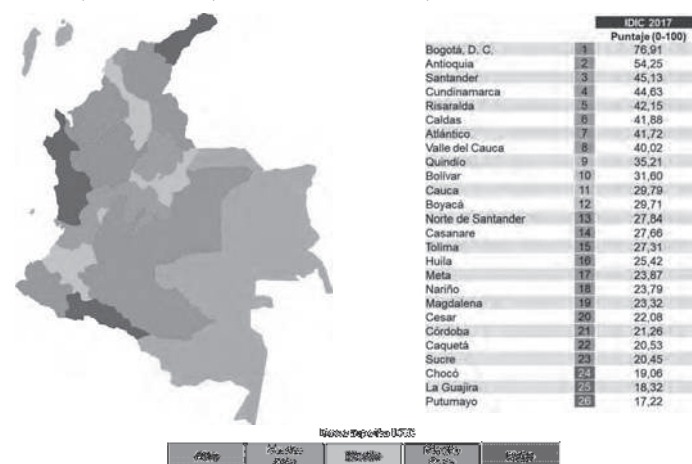 IDIC 2017
Puntaje (0-100)
Bogotá, D. C. 1 76,91
Antioquia 2 54,25
Santander 3 45,13
Cundinamarca 4 44,63
Risaralda 5 42,15
Caldas 6 41,88
Atlántico 7 41,72
Valle del Cauca 8 40,02
Quindío 9 35,21
Bolívar 10 31,60
Cauca 11 29,79
Boyacá 12 29,71
Norte de Santander 13 27,84
Casanare 14 27,66
Tolima 15 27,31
Huila 16 25,42
Meta 17 23,87
Nariño 18 23,79
Magdalena 19 23,32
Cesar 20 22,08
Córdoba 21 21,26
Caquetá 22 20,53
Sucre 23 20,45
Chocó 24 19,06
La Guajira 25 18,32
Putumayo 26 17,22